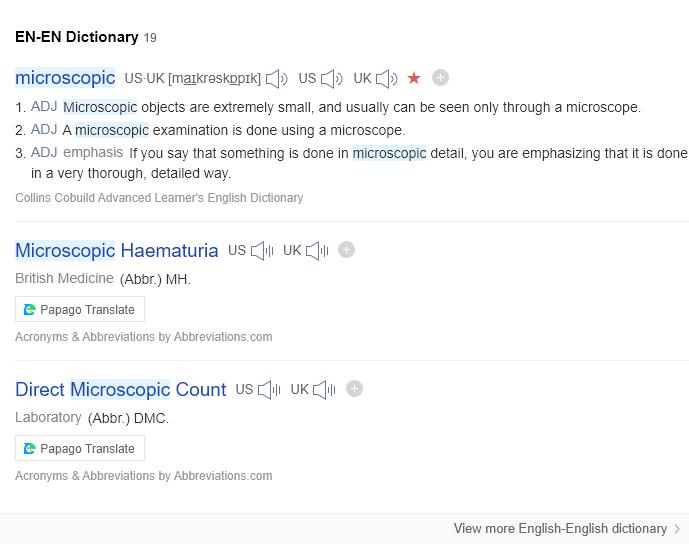 EN-EN Dictionary 19
microscopic US·UK [maɪkrəskɒpɪk] US UK
1. ADJ Microscopic objects are extremely small, and usually can be seen only through a microscope.
2. ADJ A microscopic examination is done using a microscope.
3. ADJ emphasis If you say that something is done in microscopic detail, you are emphasizing that it is done
in a very thorough, detailed way.
Collins Cobuild Advanced Learner's English Dictionary
Microscopic Haematuria US UK
British Medicine (Abbr.) MH.
Papago Translate
Acronyms & Abbreviations by Abbreviations.com
Direct Microscopic Count US UK
Laboratory (Abbr.) DMC.
Papago Translate
Acronyms & Abbreviations by Abbreviations.com
View more English-English dictionary